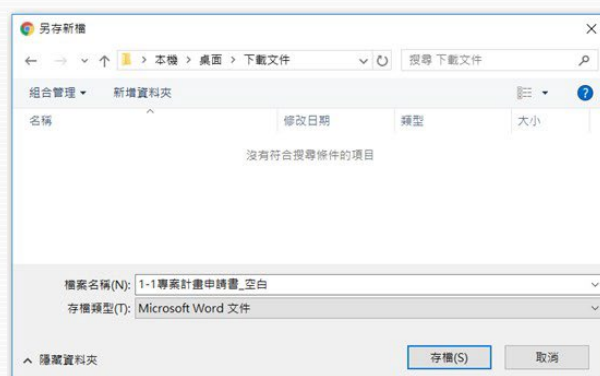 另存新檔
本機 > 桌面 > 下載文件
搜尋 下載文件
組合管理 新增資料夾
名稱 修改日期 類型 大小
沒有符合搜尋條件的項目
檔案名稱(N): 1-1專案計畫申請書_空白
存檔類型(T): Microsoft Word 文件
隱藏資料夾
存檔(S) 取消